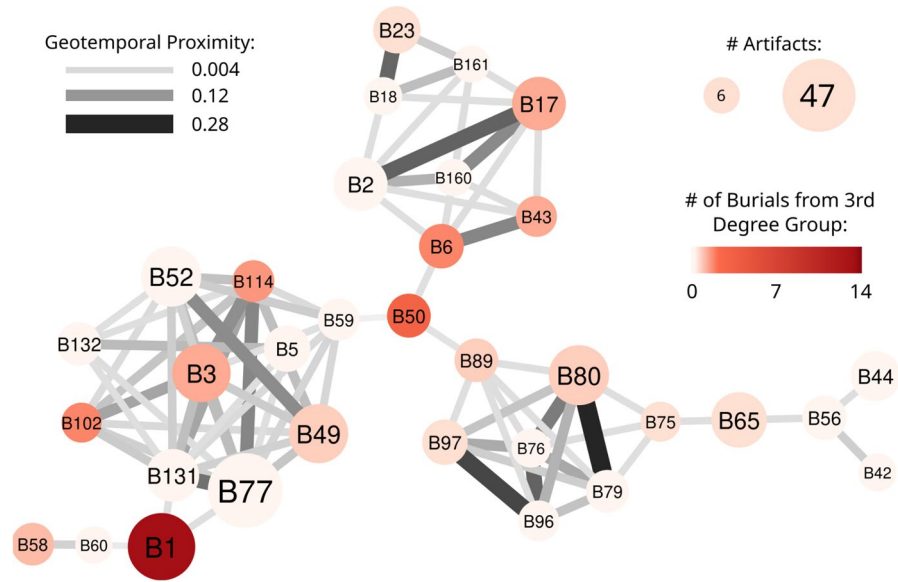 Geotemporal Proximity:
0.004
0.12
0.28
# Artifacts:
6
47
# of Burials from 3rd
Degree Group:
0
7
14
B23
B161
B18
B17
B2
B160
B43
B6
B52
B114
B50
B59
B132
B5
B3
B102
B49
B131
B77
B58
B60
B1
B89
B80
B97
B76
B79
B96
B75
B65
B56
B44
B42